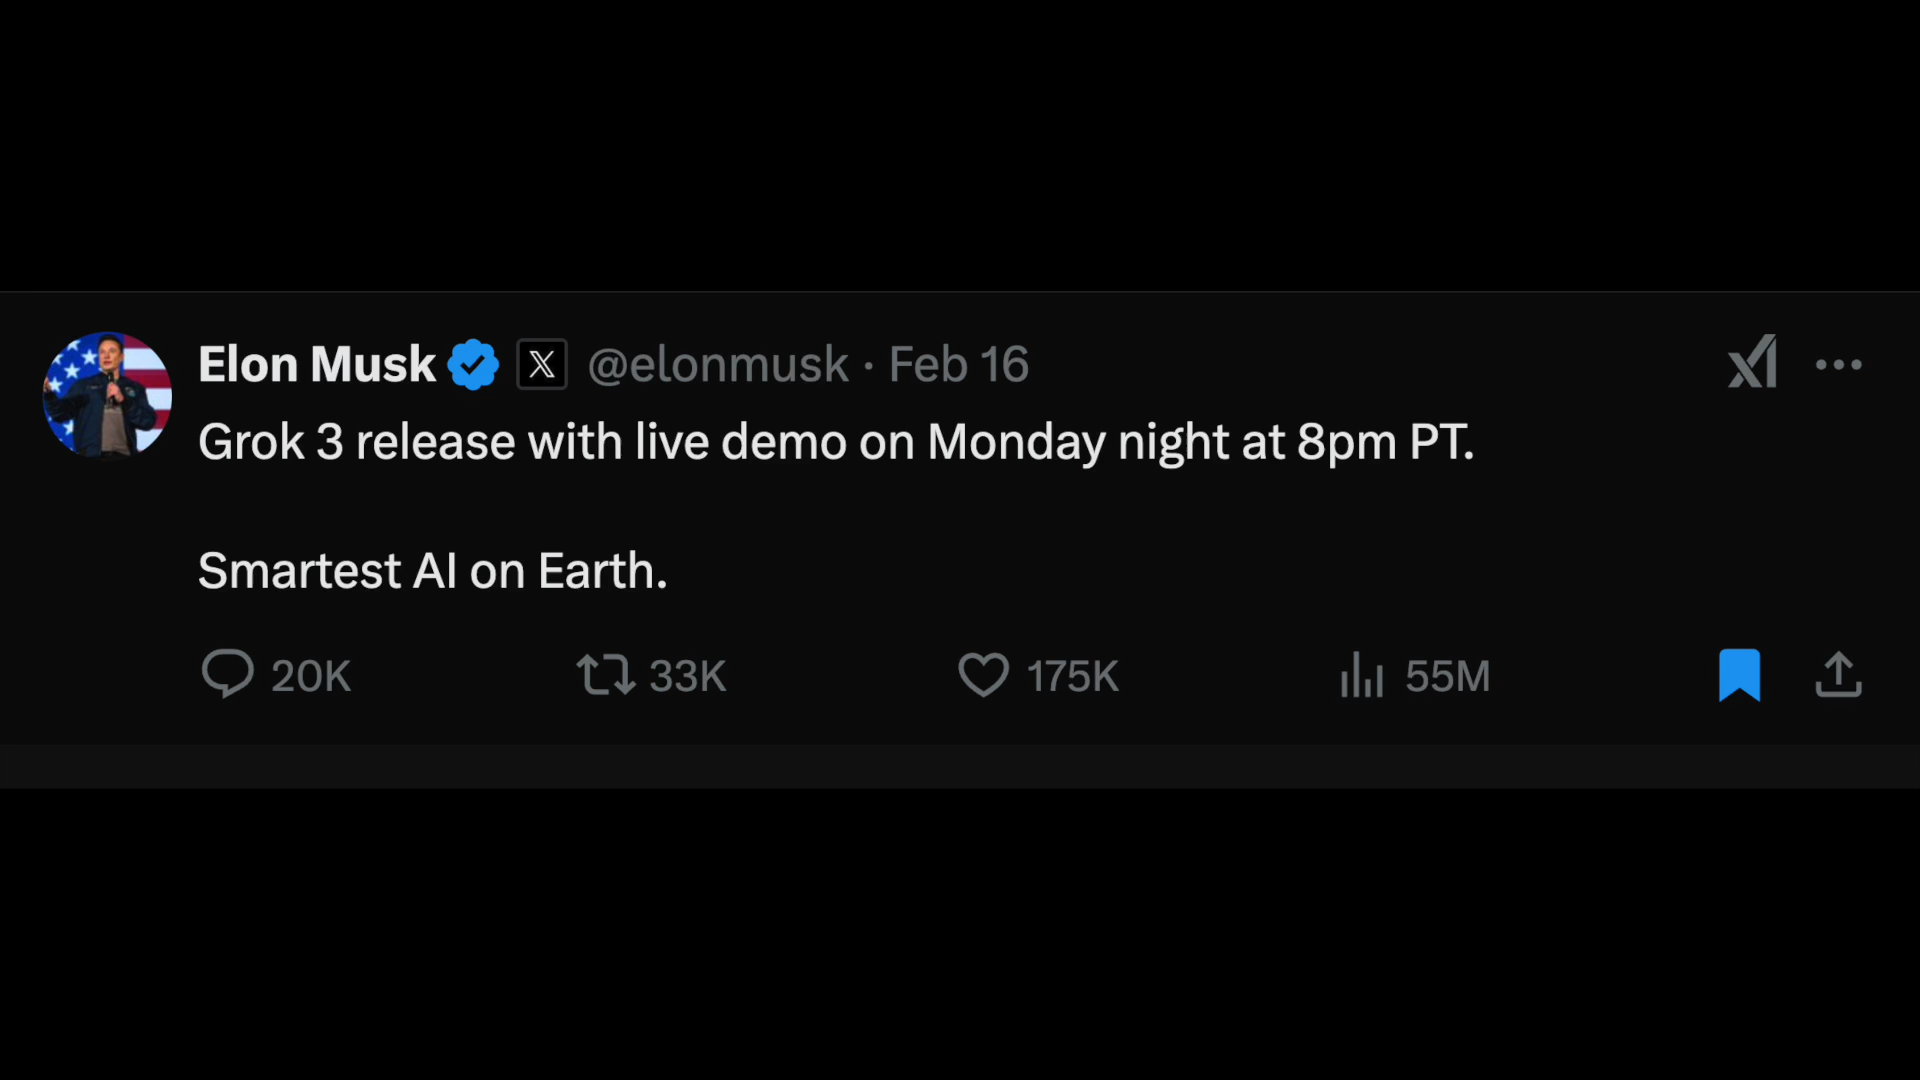 Elon Musk X @elonmusk · Feb 16
Grok 3 release with live demo on Monday night at 8pm PT.
Smartest AI on Earth.
20K 33K 175K 55M